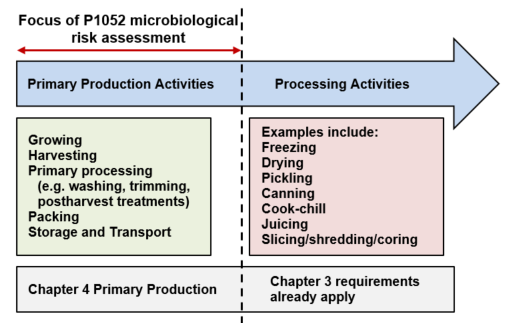 Focus of P1052 microbiological
risk assessment
Primary Production Activities
Processing Activities
Growing
Harvesting
Primary processing
(e.g. washing, trimming,
postharvest treatments)
Packing
Storage and Transport
Examples include:
Freezing
Drying
Pickling
Canning
Cook-chill
Juicing
Slicing/shredding/coring
Chapter 4 Primary Production
Chapter 3 requirements
already apply